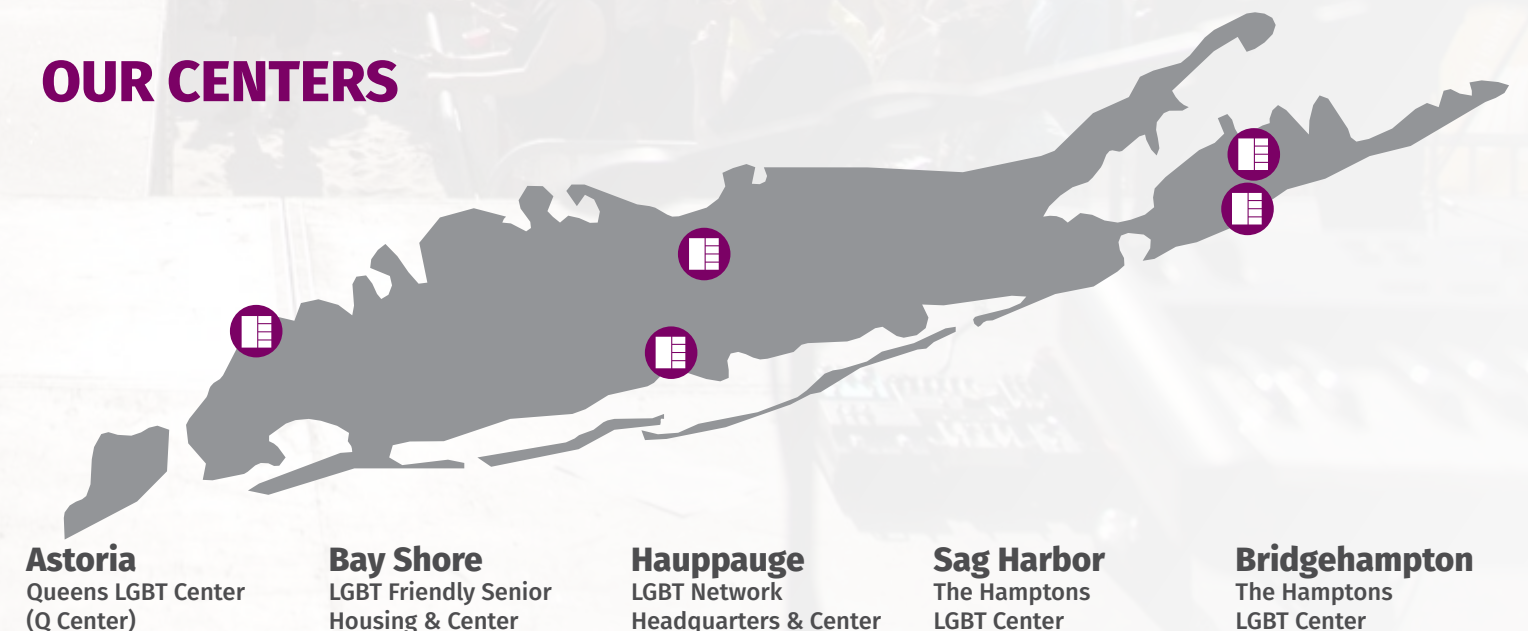 OUR CENTERS
Astoria
Queens LGBT Center
(Q Center)
Bay Shore
LGBT Friendly Senior
Housing & Center
Hauppauge
LGBT Network
Headquarters & Center
Sag Harbor
The Hamptons
LGBT Center
Bridgehampton
The Hamptons
LGBT Center